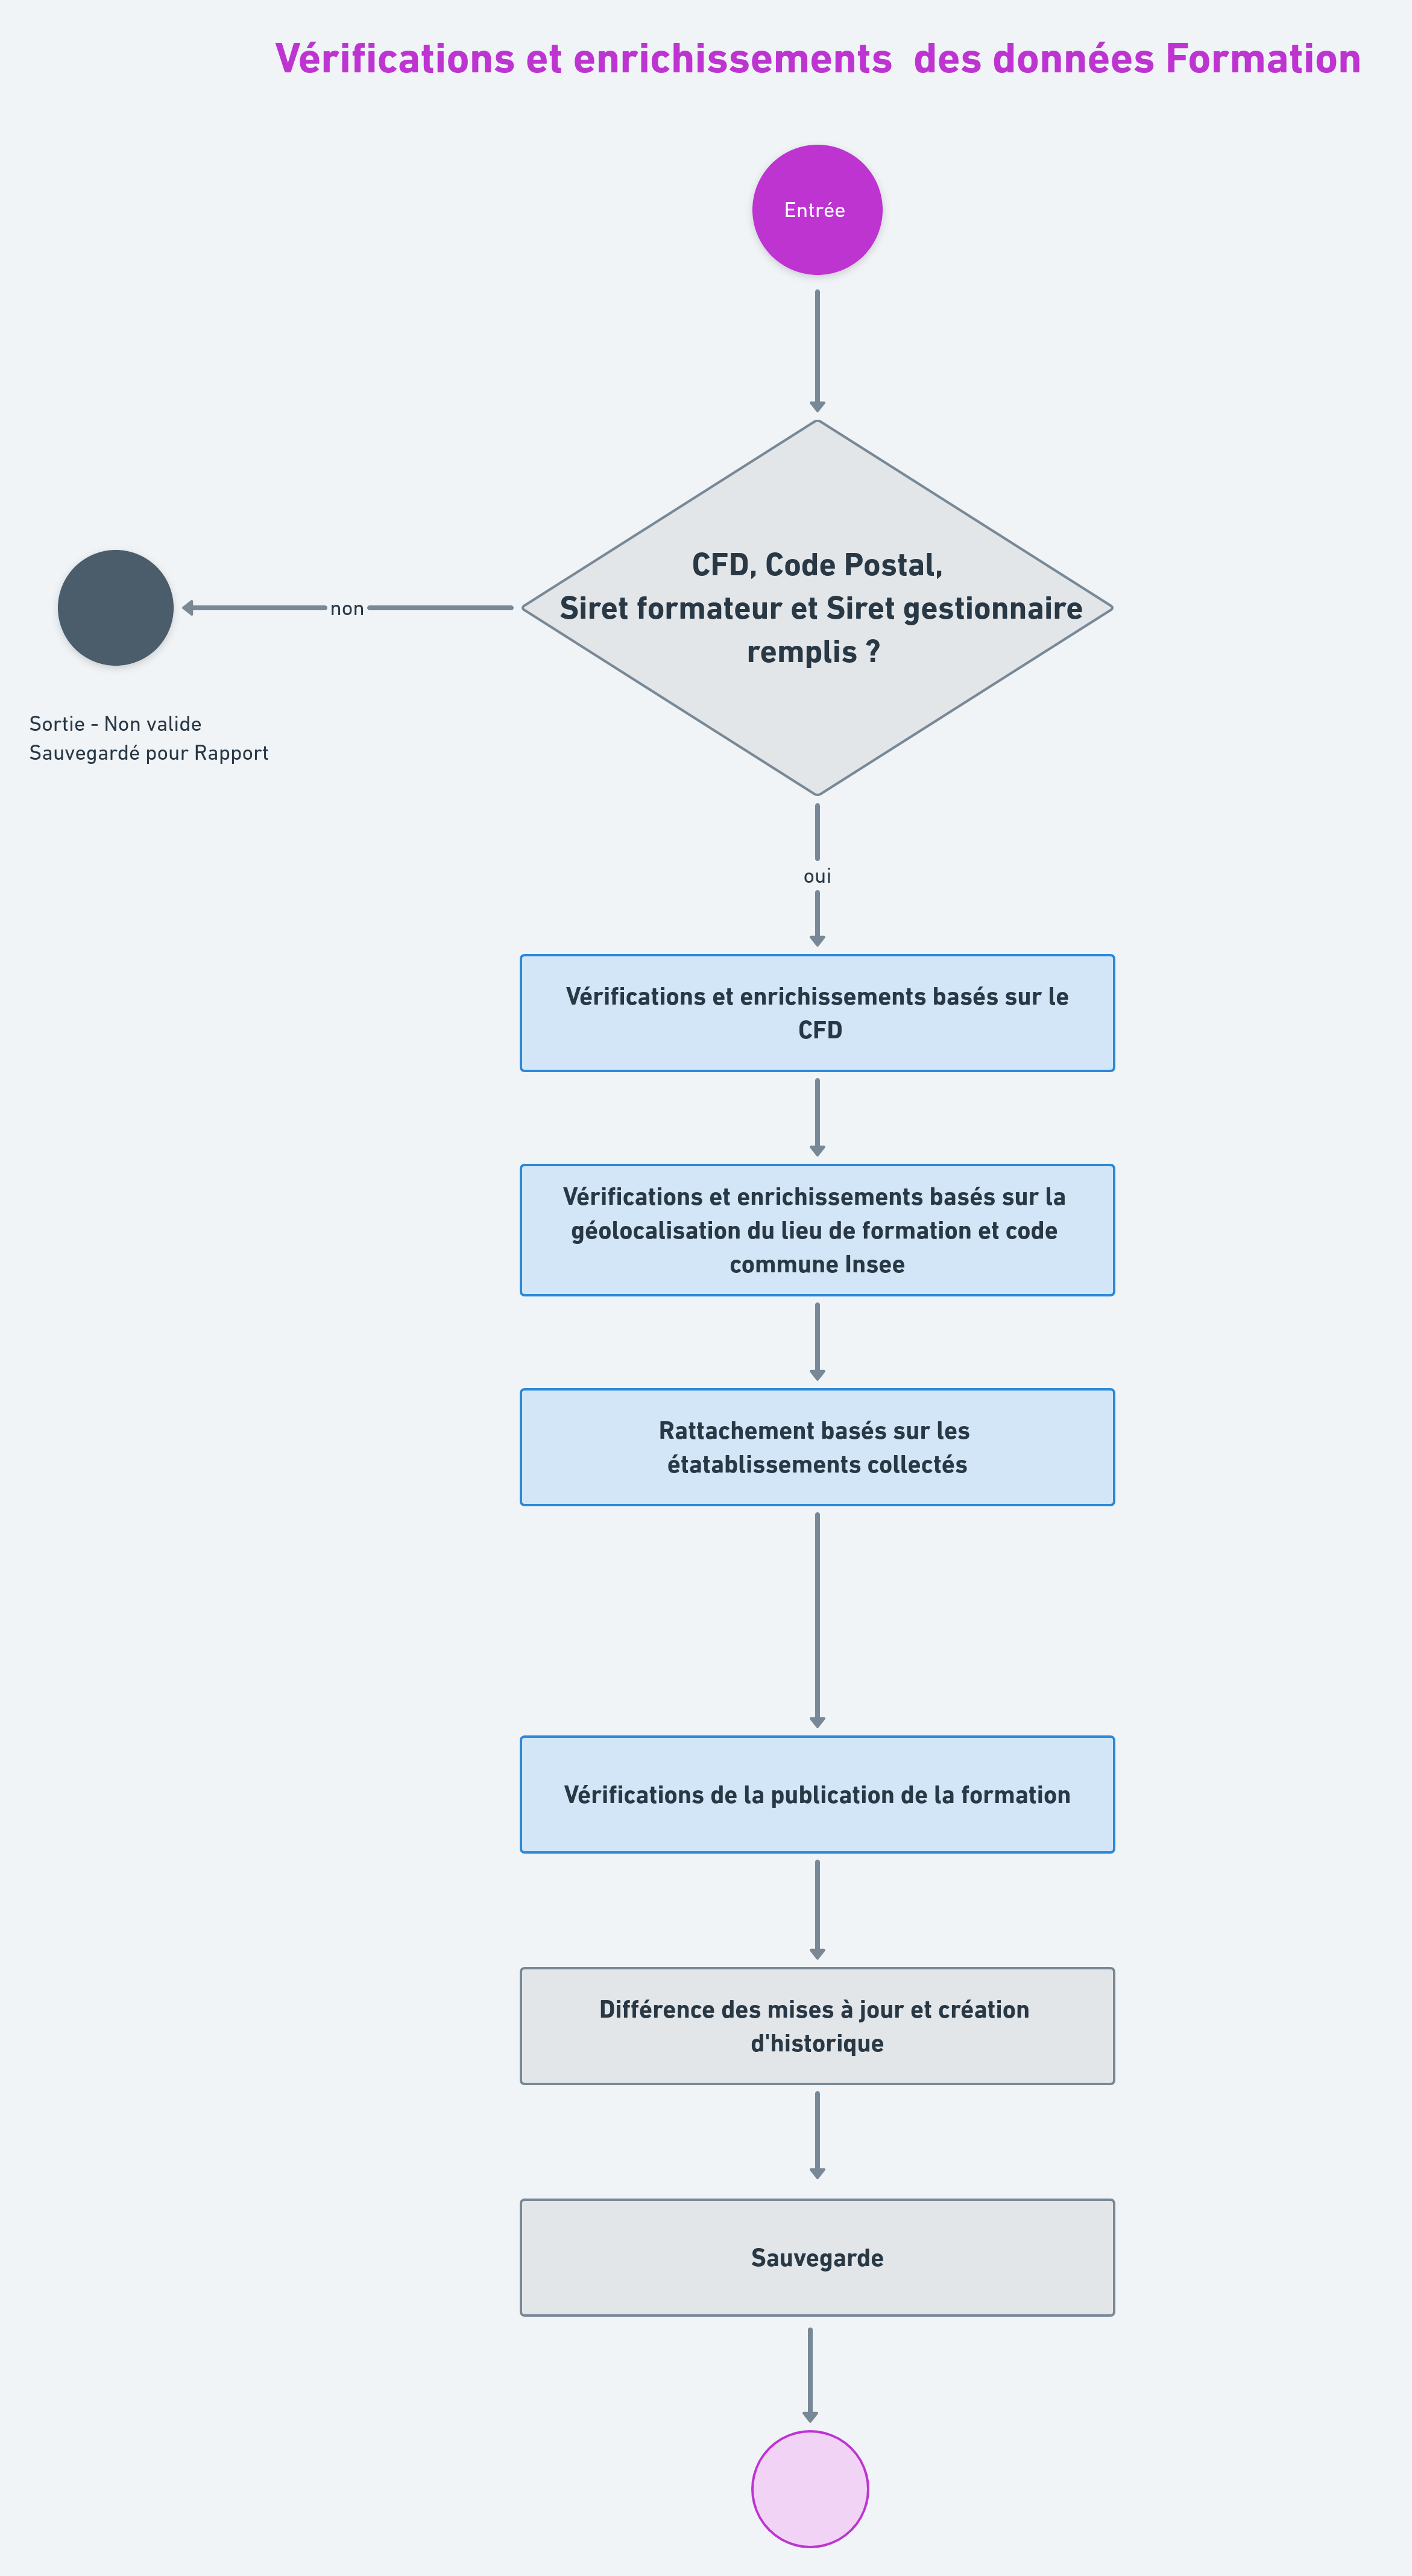 Vérifications et enrichissements  des données Formation
Entrée
CFD, Code Postal,
Siret formateur et Siret gestionnaire
remplis ?
non
Sortie - Non valide
Sauvegardé pour Rapport
oui
Vérifications et enrichissements basés sur le
CFD
Vérifications et enrichissements basés sur la
géolocalisation du lieu de formation et code
commune Insee
Rattachement basés sur les
étatablissements collectés
Vérifications de la publication de la formation
Différence des mises à jour et création
d'historique
Sauvegarde